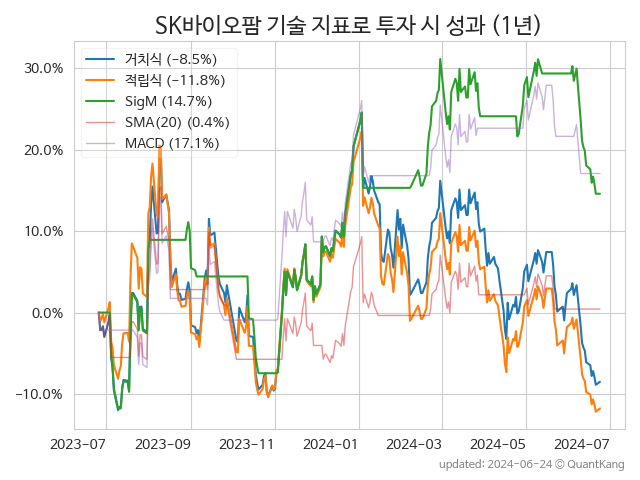 SK바이오팜 기술 지표로 투자 시 성과 (1년)
거치식 (−8.5%)
적립식 (−11.8%)
SigM (14.7%)
SMA(20) (0.4%)
MACD (17.1%)
30.0%
20.0%
10.0%
0.0%
−10.0%
2023-07 2023-09 2023-11 2024-01 2024-03 2024-05 2024-07
updated: 2024-06-24 © QuantKang